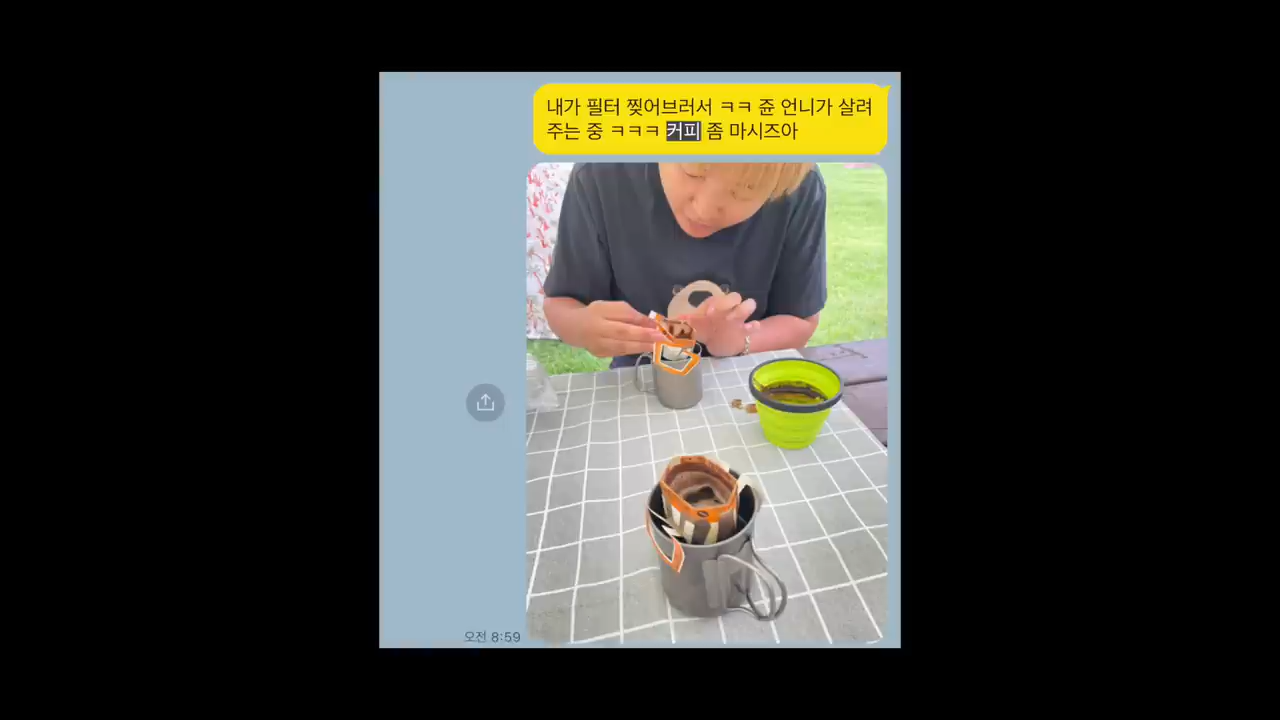 내가 필터 찢어브러서 ㅋㅋ 쥰 언니가 살려
주는 중 ㅋㅋㅋ 커피 좀 마시즈아
오전 8:59